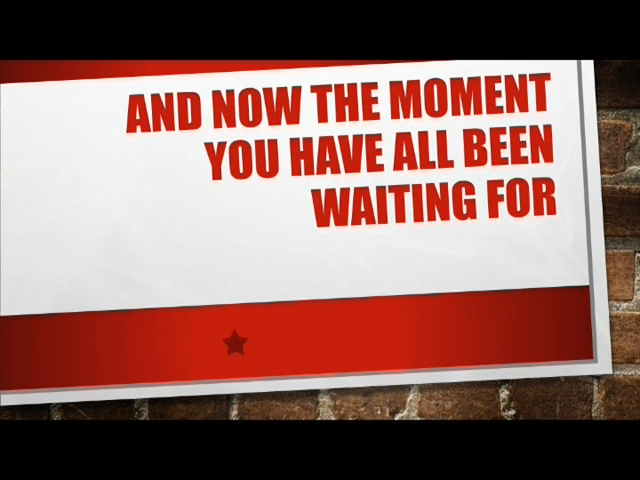 AND NOW THE MOMENT
YOU HAVE ALL BEEN
WAITING FOR